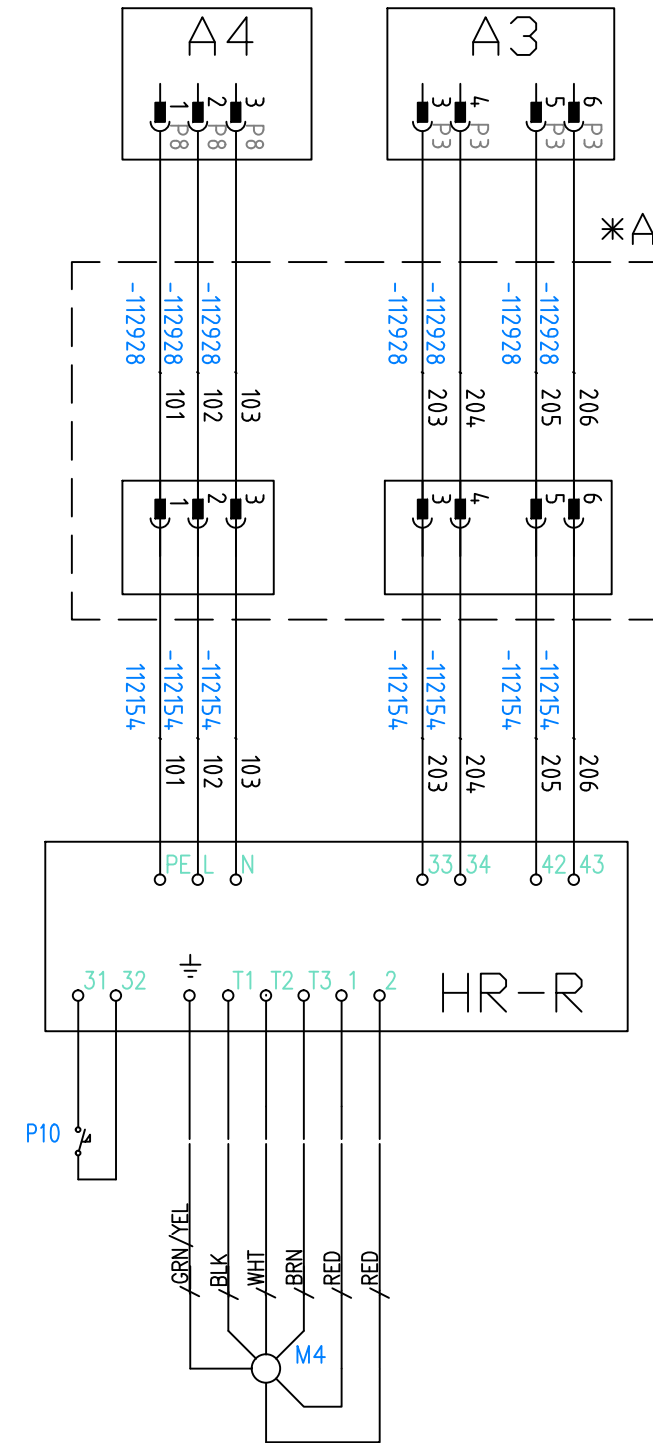 A4 A3
1 2 3 3 4 5 6
P8 P8 P8 P3 P3 P3 P3
*A
-112928 -112928 -112928 -112928 -112928 -112928 -112928
101 102 103 203 204 205 206
1 2 3 3 4 5 6
112154 -112154 -112154 -112154 -112154 -112154 -112154
101 102 103 203 204 205 206
PE L N 33 34 42 43
31 32 T1 T2 T3 1 2
HR-R
P10
GRN/YEL BLK WHT BRN RED RED
M4